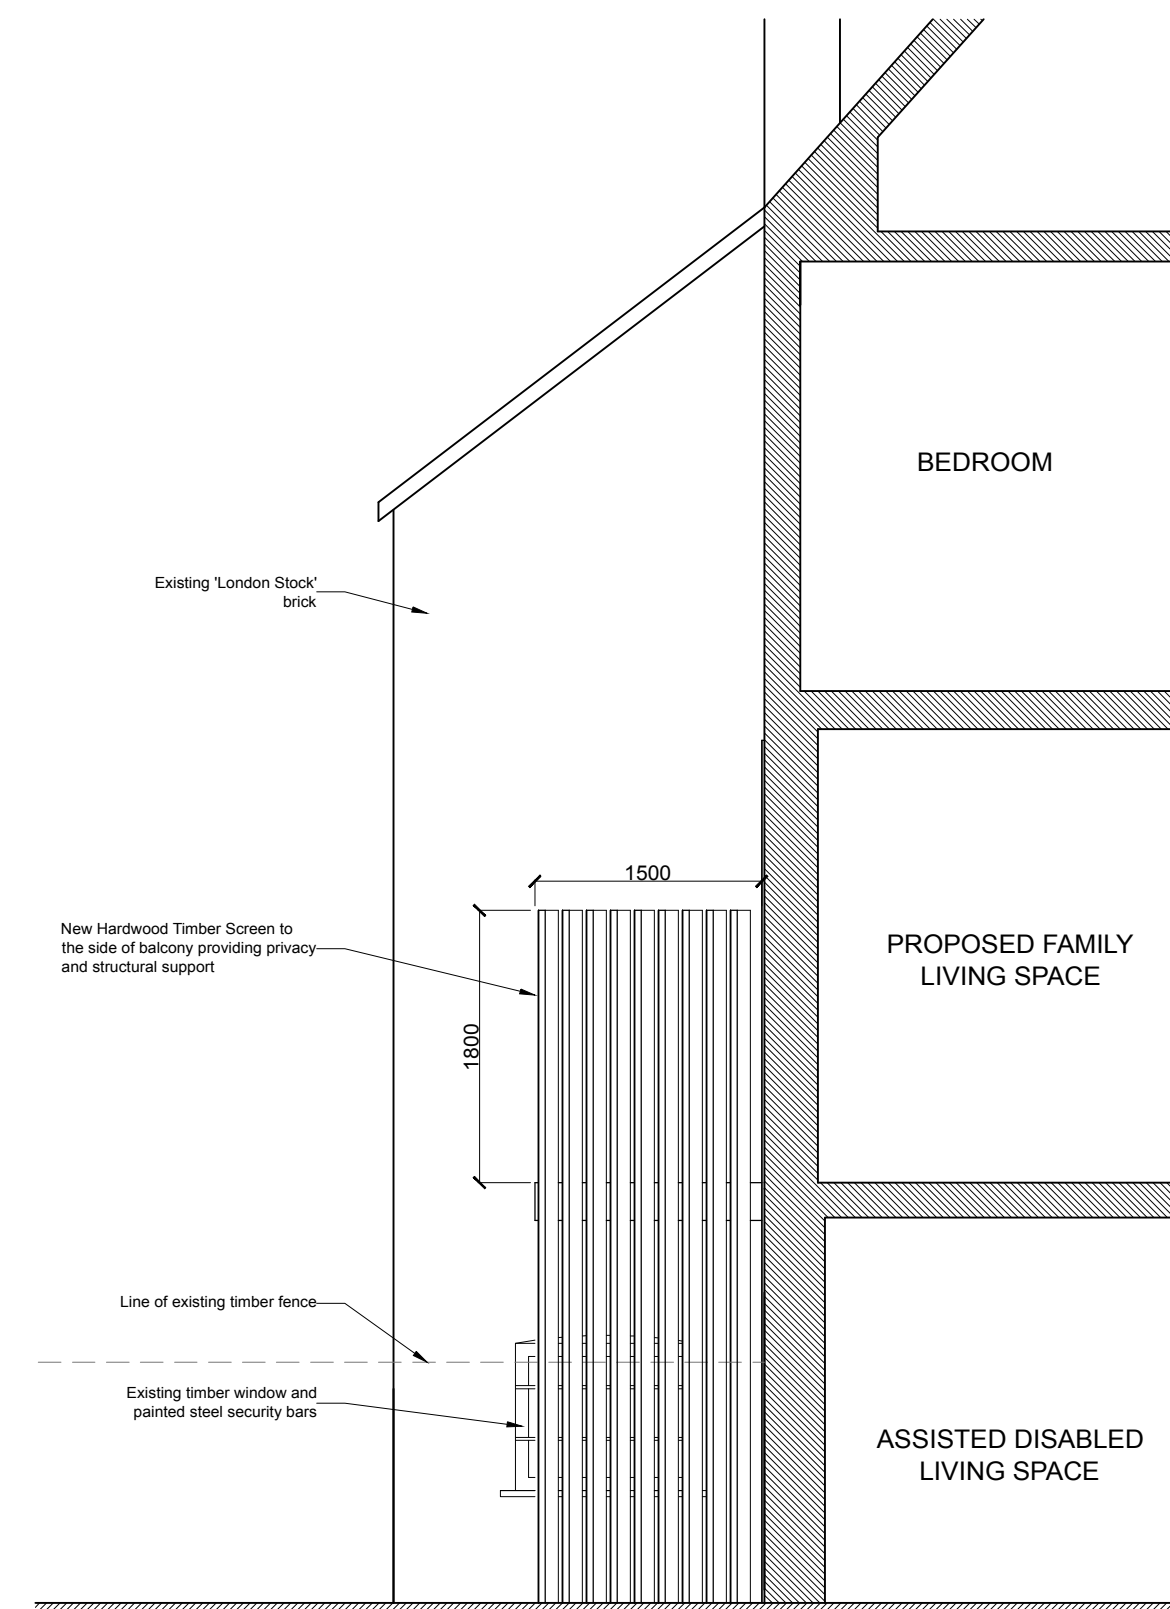 BEDROOM
Existing 'London Stock'
brick
1500
New Hardwood Timber Screen to
the side of balcony providing privacy
and structural support
PROPOSED FAMILY
LIVING SPACE
1800
Line of existing timber fence
Existing timber window and
painted steel security bars
ASSISTED DISABLED
LIVING SPACE